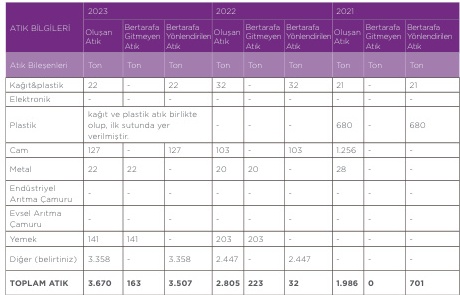 ATIK BİLGİLERİ 2023 2022 2021
Oluşan Atık Bertarafa Gitmeyen Atık Bertarafa Yönlendirilen Atık Oluşan Atık Bertarafa Gitmeyen Atık Bertarafa Yönlendirilen Atık Oluşan Atık Bertarafa Gitmeyen Atık Bertarafa Yönlendirilen Atık
Atık Bileşenleri Ton Ton Ton Ton Ton Ton Ton Ton Ton
Kağıt&plastik 22 - 22 32 - 32 21 - 21
Elektronik - - - - - - - - -
Plastik kağıt ve plastik atık birlikte olup, ilk sutunda yer verilmiştir. - - - 680 - 680
Cam 127 - 127 103 - 103 1.256 - -
Metal 22 22 - 20 20 - 28 - -
Endüstriyel Arıtma Çamuru - - - - - - - - -
Evsel Arıtma Çamuru - - - - - - - - -
Yemek 141 141 - 203 203 - - - -
Diğer (belirtiniz) 3.358 - 3.358 2.447 - 2.447 - - -
TOPLAM ATIK 3.670 163 3.507 2.805 223 32 1.986 0 701